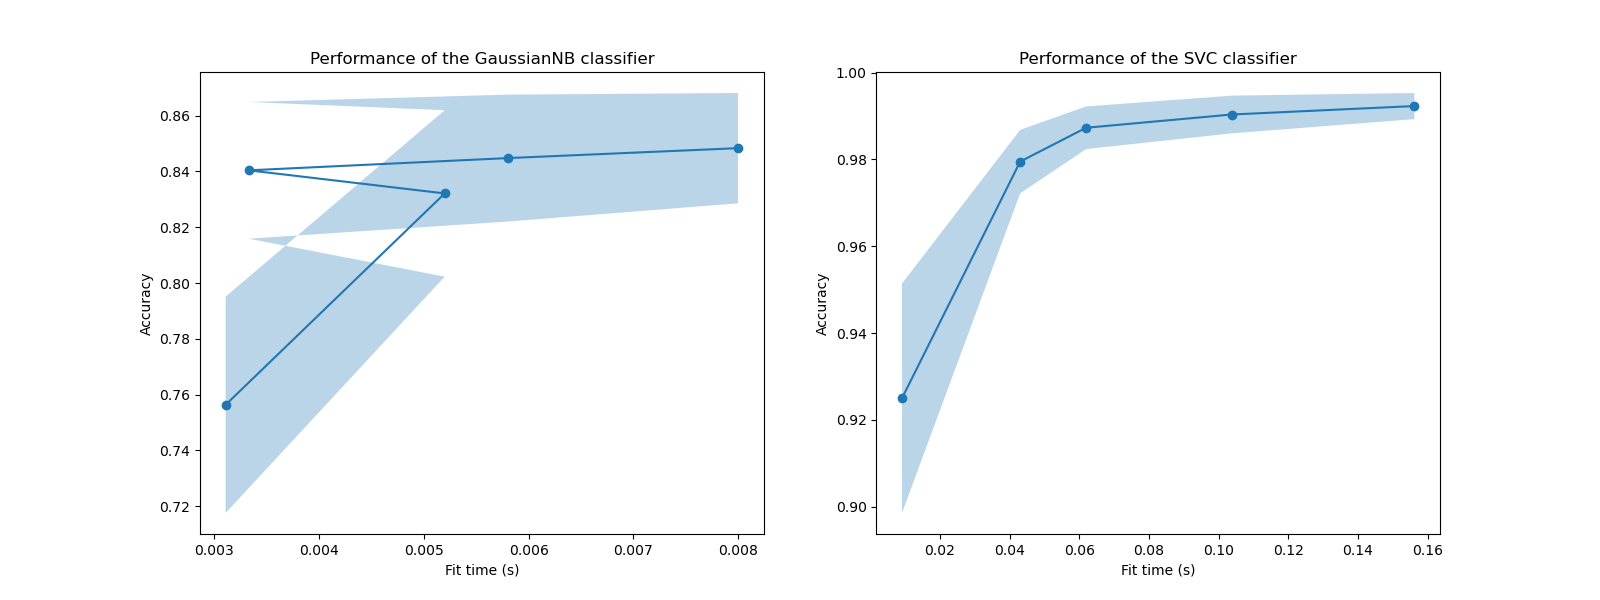 Performance of the GaussianNB classifier
0.86
0.84
0.82
0.80
0.78
0.76
0.74
0.72
Accuracy
0.003 0.004 0.005 0.006 0.007 0.008
Fit time (s)
Performance of the SVC classifier
1.00
0.98
0.96
0.94
0.92
0.90
Accuracy
0.02 0.04 0.06 0.08 0.10 0.12 0.14 0.16
Fit time (s)